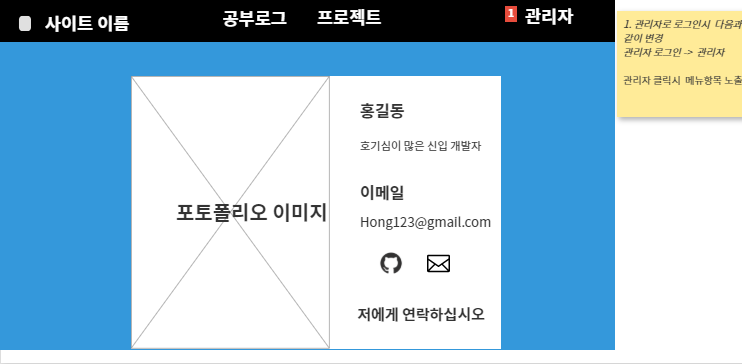 사이트 이름
공부로그
프로젝트
1
관리자
1. 관리자로 로그인시 다음과
같이 변경
관리자 로그인 -> 관리자
관리자 클릭시 메뉴항목 노출
홍길동
호기심이 많은 신입 개발자
포토폴리오 이미지
이메일
Hong123@gmail.com
저에게 연락하십시오